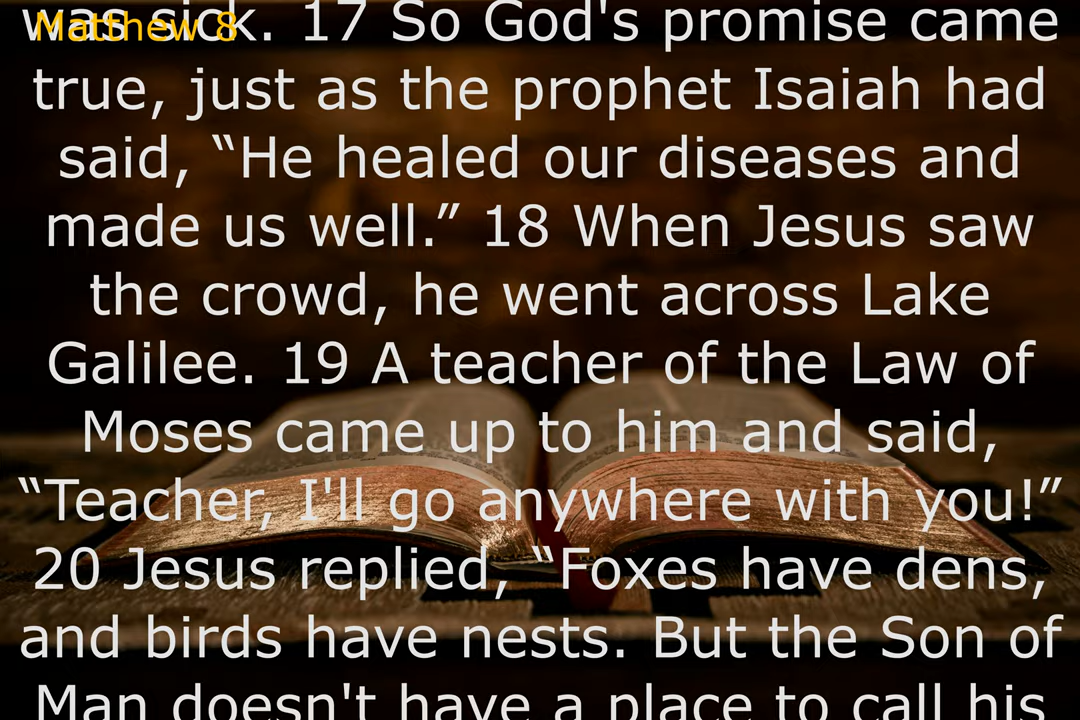 Matthew 8
was sick. 17 So God's promise came
true, just as the prophet Isaiah had
said, “He healed our diseases and
made us well.” 18 When Jesus saw
the crowd, he went across Lake
Galilee. 19 A teacher of the Law of
Moses came up to him and said,
“Teacher, I'll go anywhere with you!”
20 Jesus replied, “Foxes have dens,
and birds have nests. But the Son of
Man doesn't have a place to call his